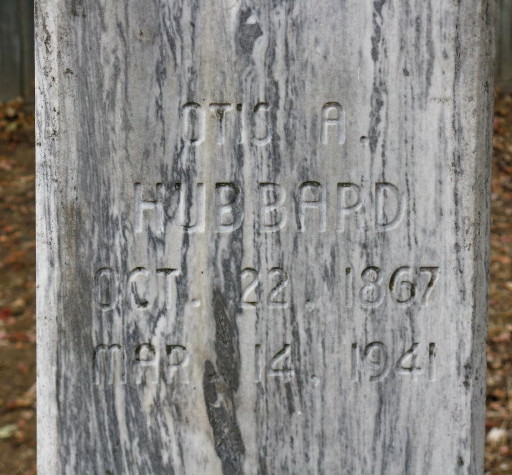 OTIS A.
HUBBARD
OCT. 22. 1867
MAR. 14. 1941